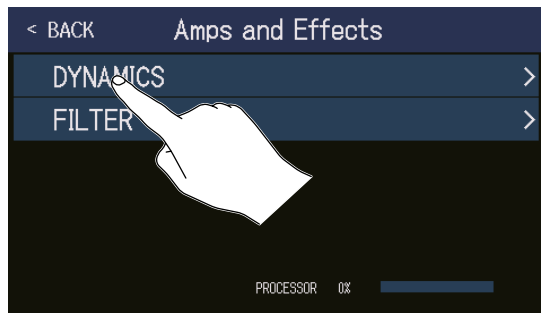 < BACK Amps and Effects
DYNAMICS >
FILTER >
PROCESSOR 0%